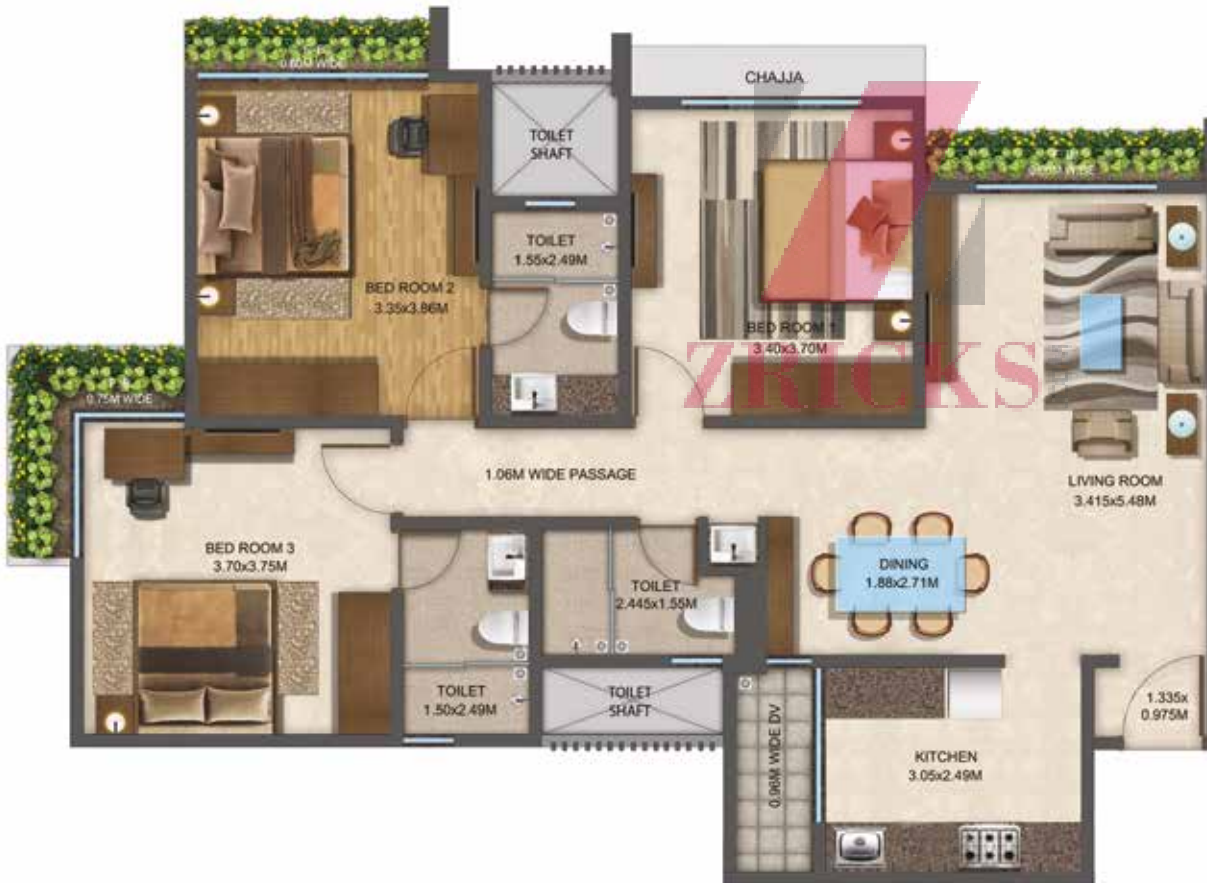 0.60M WIDE
CHAJJA
TOILET
SHAFT
TOILET
1.55x2.49M
BED ROOM 2
3.35x3.86M
BED ROOM 1
3.40x3.70M
ZRICKS
0.75M WIDE
1.06M WIDE PASSAGE
LIVING ROOM
3.415x5.48M
BED ROOM 3
3.70x3.75M
DINING
1.88x2.71M
TOILET
2.445x1.55M
TOILET
1.50x2.49M
TOILET
SHAFT
1.335x
0.975M
0.96M WIDE DV
KITCHEN
3.05x2.49M